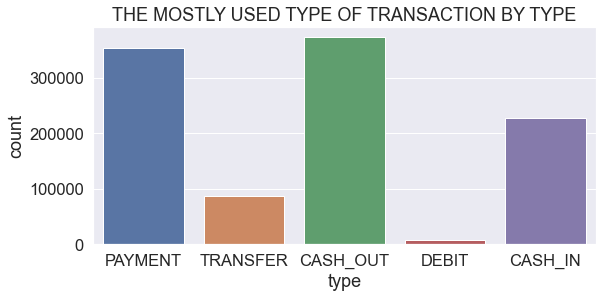 THE MOSTLY USED TYPE OF TRANSACTION BY TYPE
count
300000
200000
100000
0
PAYMENT TRANSFER CASH_OUT DEBIT CASH_IN
type